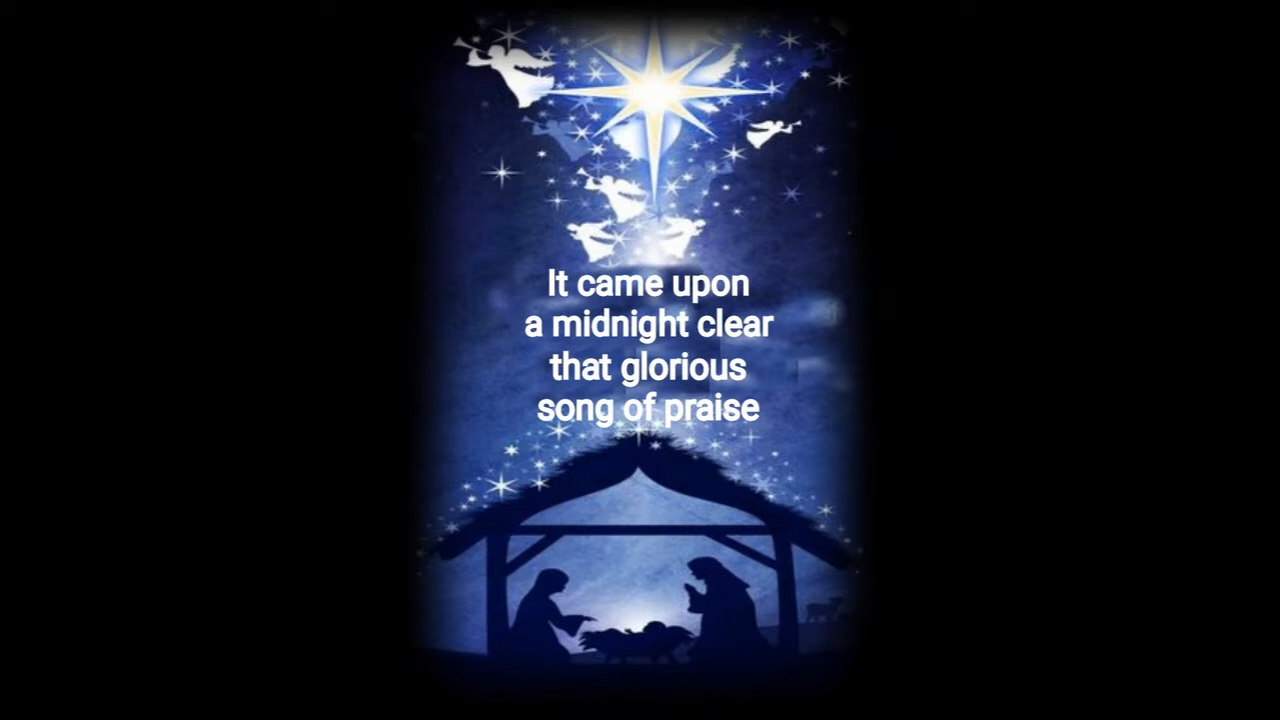 It came upon
a midnight clear
that glorious
song of praise